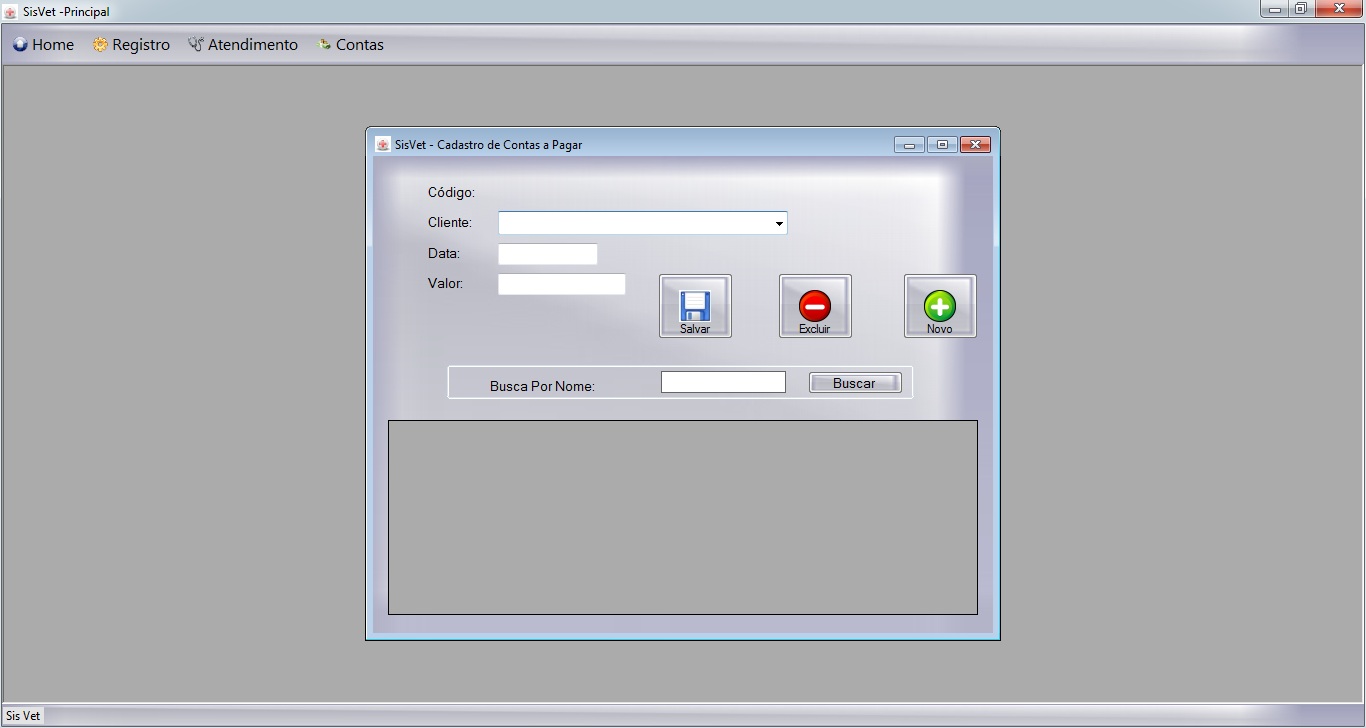 SisVet -Principal
Home Registro Atendimento Contas
SisVet - Cadastro de Contas a Pagar
Código:
Cliente:
Data:
Valor:
Salvar Excluir Novo
Busca Por Nome: Buscar
Sis Vet